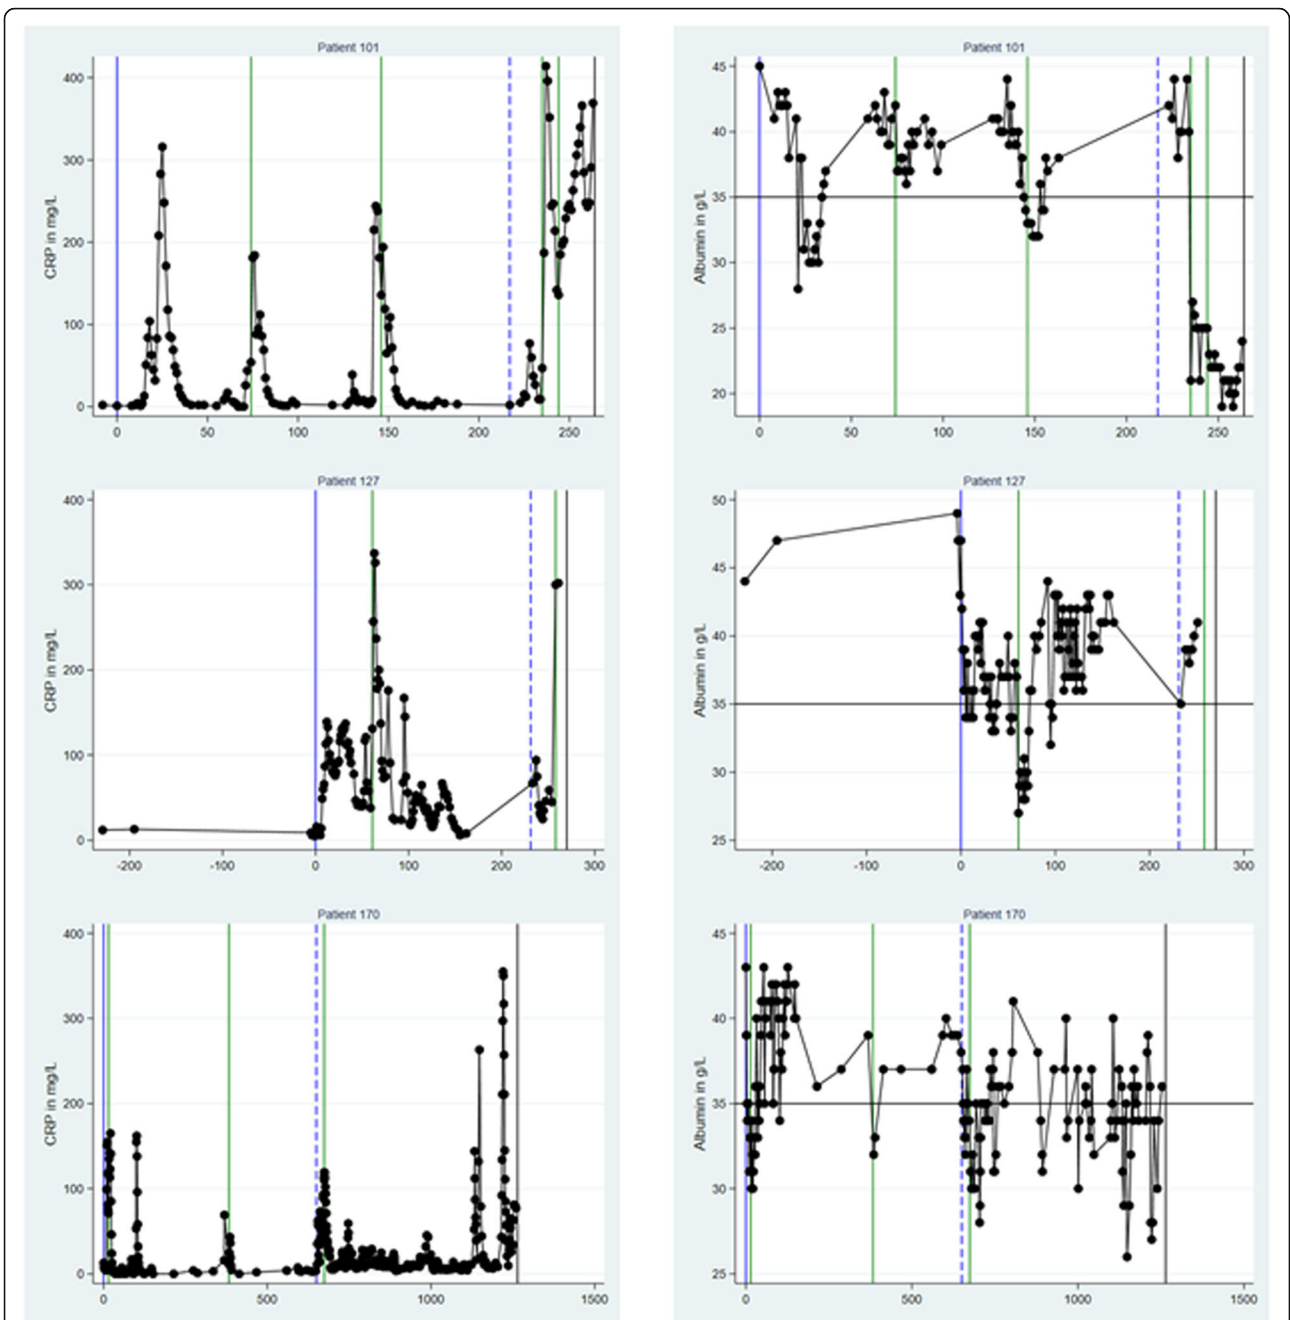 Patient 101
CRP in mg/L
400
300
200
100
0
0 50 100 150 200 250
Patient 101
Albumin in g/L
45
40
35
30
25
20
0 50 100 150 200 250
Patient 127
CRP in mg/L
400
300
200
100
0
-200 -100 0 100 200 300
Patient 127
Albumin in g/L
50
45
40
35
30
25
-200 -100 0 100 200 300
Patient 170
CRP in mg/L
400
300
200
100
0
0 500 1000 1500
Patient 170
Albumin in g/L
45
40
35
30
25
0 500 1000 1500